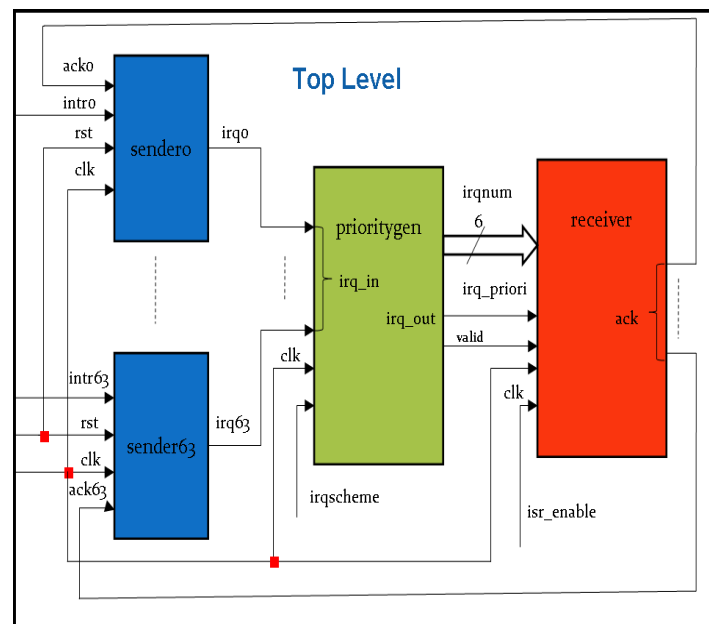 Top Level
ack0
intr0
rst
clk
sender0
irq0
prioritygen
irq_in
irq_out
clk
irqscheme
irqnum
6
irq_priori
valid
clk
isr_enable
receiver
ack
intr63
rst
clk
ack63
sender63
irq63